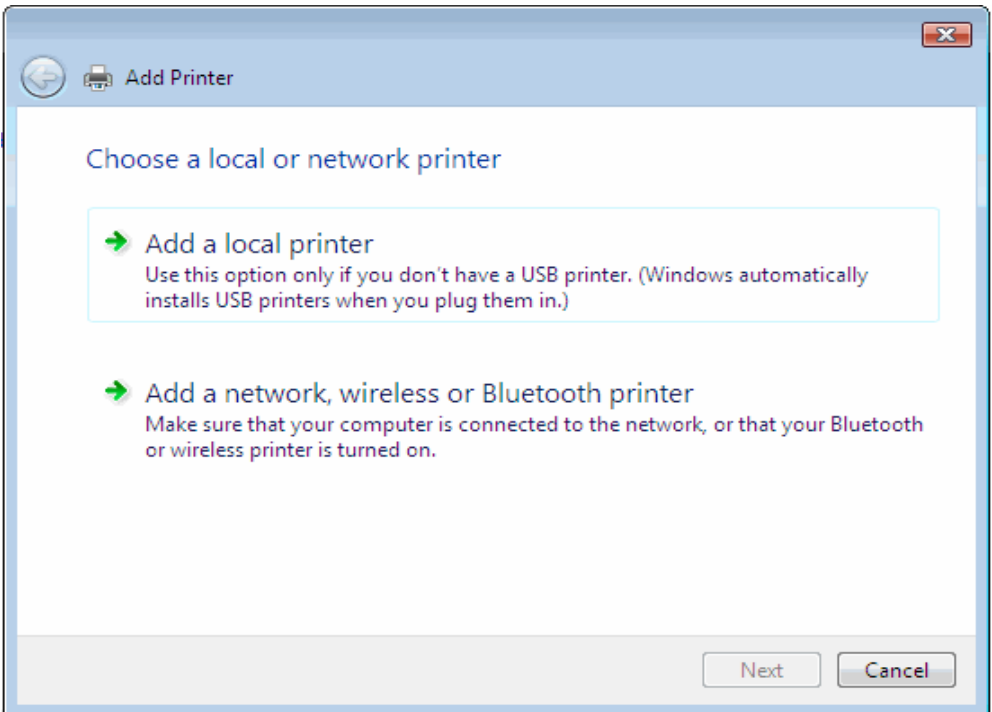 Add Printer
Choose a local or network printer
Add a local printer
Use this option only if you don't have a USB printer. (Windows automatically
installs USB printers when you plug them in.)
Add a network, wireless or Bluetooth printer
Make sure that your computer is connected to the network, or that your Bluetooth
or wireless printer is turned on.
Next
Cancel